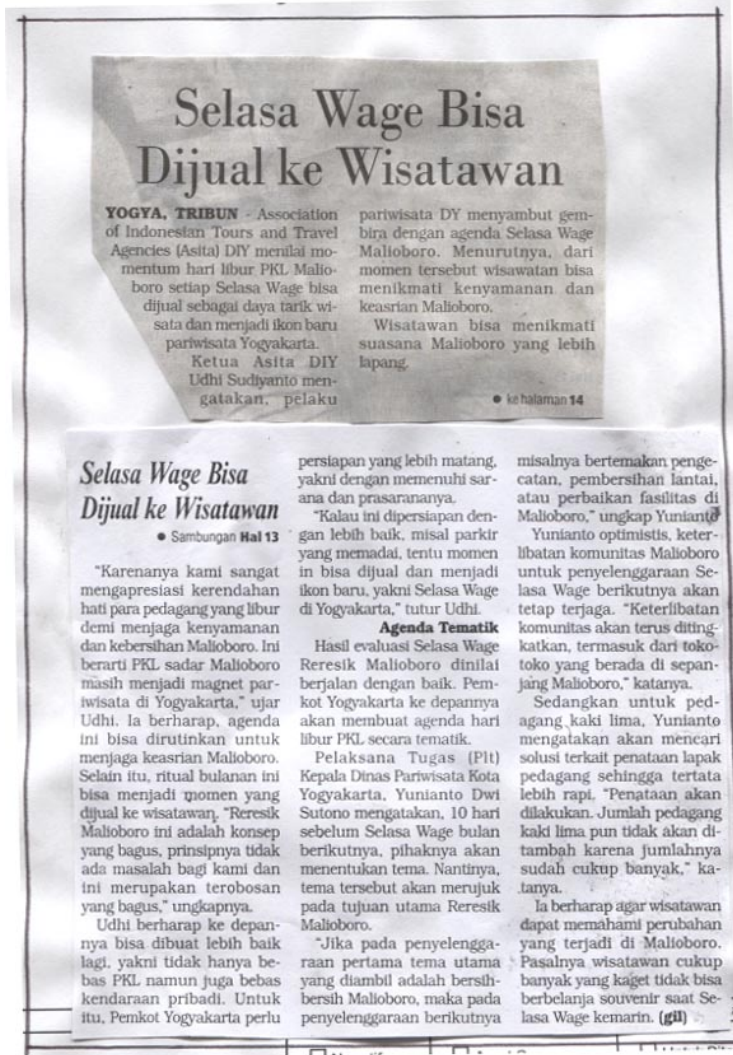 Selasa Wage Bisa
Dijual ke Wisatawan
YOGYA, TRIBUN - Association
of Indonesian Tours and Travel
Agencies (Asita) DIY menilai mo-
mentum hari libur PKL Malio-
boro setiap Selasa Wage bisa
dijual sebagai daya tarik wi-
sata dan menjadi ikon baru
pariwisata Yogyakarta.
Ketua Asita DIY
Udhi Sudiyanto men-
gatakan, pelaku
pariwisata DY menyambut gem-
bira dengan agenda Selasa Wage
Malioboro. Menurutnya, dari
momen tersebut wisawatan bisa
menikmati kenyamanan dan
keasrian Malioboro.
Wisatawan bisa menikmati
suasana Malioboro yang lebih
lapang.
● ke halaman 14
Selasa Wage Bisa
Dijual ke Wisatawan
● Sambungan Hal 13
"Karenanya kami sangat
mengapresiasi kerendahan
hati para pedagang yang libur
demi menjaga kenyamanan
dan kebersihan Malioboro. Ini
berarti PKL sadar Malioboro
masih menjadi magnet par-
iwisata di Yogyakarta," ujar
Udhi. Ia berharap, agenda
ini bisa dirutinkan untuk
menjaga keasrian Malioboro.
Selain itu, ritual bulanan ini
bisa menjadi momen yang
dijual ke wisatawan. "Reresik
Malioboro ini adalah konsep
yang bagus, prinsipnya tidak
ada masalah bagi kami dan
ini merupakan terobosan
yang bagus," ungkapnya.
Udhi berharap ke depan-
nya bisa dibuat lebih baik
lagi, yakni tidak hanya be-
bas PKL namun juga bebas
kendaraan pribadi. Untuk
itu, Pemkot Yogyakarta perlu
persiapan yang lebih matang,
yakni dengan memenuhi sar-
ana dan prasarananya.
"Kalau ini dipersiapan den-
gan lebih baik, misal parkir
yang memadai, tentu momen
in bisa dijual dan menjadi
ikon baru, yakni Selasa Wage
di Yogyakarta," tutur Udhi.
Agenda Tematik
Hasil evaluasi Selasa Wage
Reresik Malioboro dinilai
berjalan dengan baik. Pem-
kot Yogyakarta ke depannya
akan membuat agenda hari
libur PKL secara tematik.
Pelaksana Tugas (Plt)
Kepala Dinas Pariwisata Kota
Yogyakarta, Yunianto Dwi
Sutono mengatakan, 10 hari
sebelum Selasa Wage bulan
berikutnya, pihaknya akan
menentukan tema. Nantinya,
tema tersebut akan merujuk
pada tujuan utama Reresik
Malioboro.
"Jika pada penyelengga-
raan pertama tema utama
yang diambil adalah bersih-
bersih Malioboro, maka pada
penyelenggaraan berikutnya
misalnya bertemakan penge-
catan, pembersihan lantai,
atau perbaikan fasilitas di
Malioboro," ungkap Yunianto
Yunianto optimistis, keter-
libatan komunitas Malioboro
untuk penyelenggaraan Se-
lasa Wage berikutnya akan
tetap terjaga. "Keterlibatan
komunitas akan terus diting-
katkan, termasuk dari toko-
toko yang berada di sepan-
jang Malioboro," katanya.
Sedangkan untuk ped-
agang kaki lima, Yunianto
mengatakan akan mencari
solusi terkait penataan lapak
pedagang sehingga tertata
lebih rapi. "Penataan akan
dilakukan. Jumlah pedagang
kaki lima pun tidak akan di-
tambah karena jumlahnya
sudah cukup banyak," ka-
tanya.
Ia berharap agar wisatawan
dapat memahami perubahan
yang terjadi di Malioboro.
Pasalnya wisatawan cukup
banyak yang kaget tidak bisa
berbelanja souvenir saat Se-
lasa Wage kemarin. (gil)